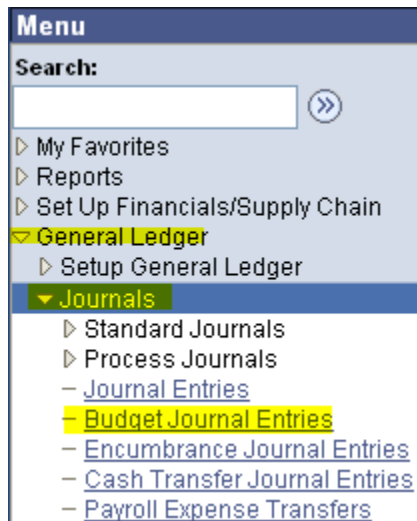 Menu
Search:
My Favorites
Reports
Set Up Financials/Supply Chain
General Ledger
Setup General Ledger
Journals
Standard Journals
Process Journals
– Journal Entries
– Budget Journal Entries
– Encumbrance Journal Entries
– Cash Transfer Journal Entries
– Payroll Expense Transfers